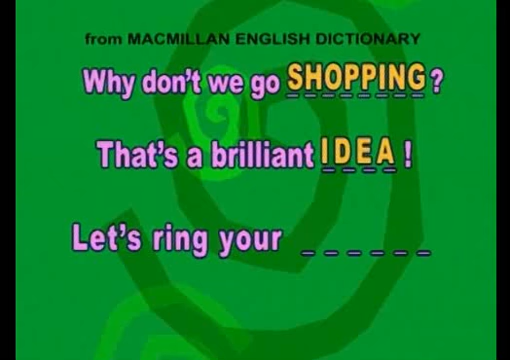 from MACMILLAN ENGLISH DICTIONARY
Why don't we go SHOPPING?
That's a brilliant IDEA!
Let's ring your _ _ _ _ _ _